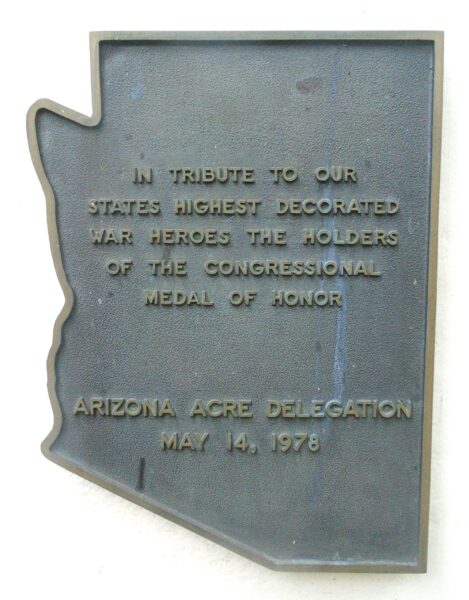 IN TRIBUTE TO OUR
STATES HIGHEST DECORATED
WAR HEROES THE HOLDERS
OF THE CONGRESSIONAL
MEDAL OF HONOR
ARIZONA ACRE DELEGATION
MAY 14, 1978